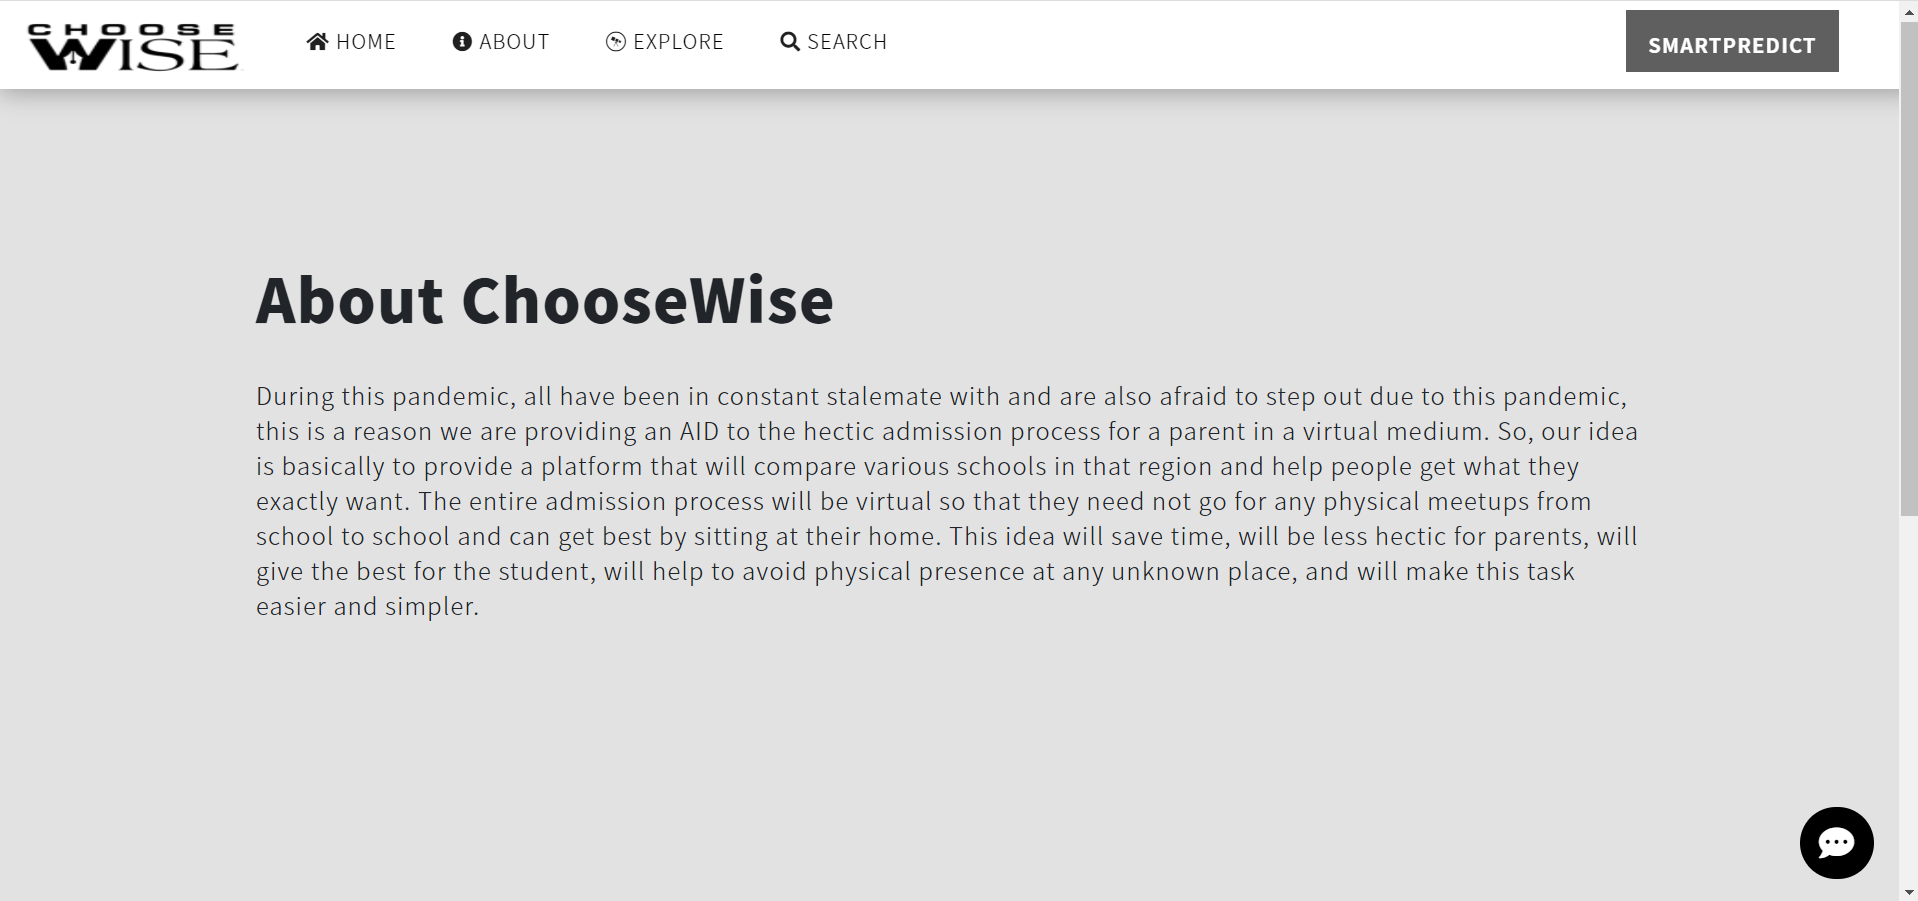 CHOOSE
WISE
HOME
ABOUT
EXPLORE
SEARCH
SMARTPREDICT
About ChooseWise
During this pandemic, all have been in constant stalemate with and are also afraid to step out due to this pandemic,
this is a reason we are providing an AID to the hectic admission process for a parent in a virtual medium. So, our idea
is basically to provide a platform that will compare various schools in that region and help people get what they
exactly want. The entire admission process will be virtual so that they need not go for any physical meetups from
school to school and can get best by sitting at their home. This idea will save time, will be less hectic for parents, will
give the best for the student, will help to avoid physical presence at any unknown place, and will make this task
easier and simpler.